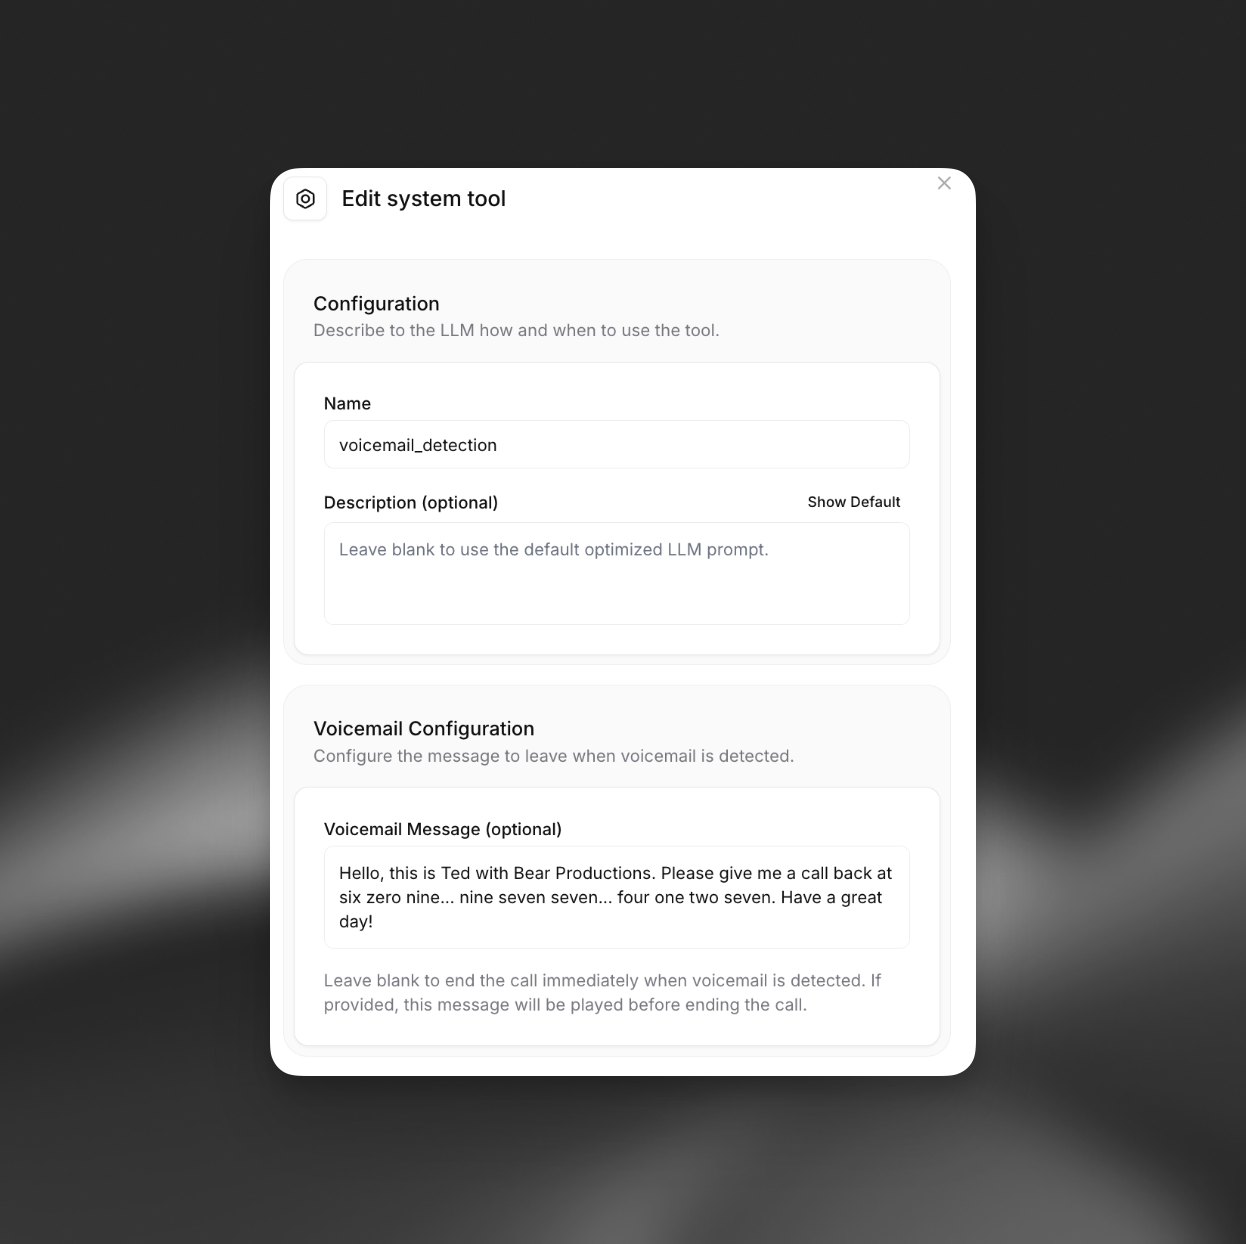 Edit system tool
Configuration
Describe to the LLM how and when to use the tool.
Name
voicemail_detection
Description (optional)
Show Default
Leave blank to use the default optimized LLM prompt.
Voicemail Configuration
Configure the message to leave when voicemail is detected.
Voicemail Message (optional)
Hello, this is Ted with Bear Productions. Please give me a call back at
six zero nine... nine seven seven... four one two seven. Have a great
day!
Leave blank to end the call immediately when voicemail is detected. If
provided, this message will be played before ending the call.